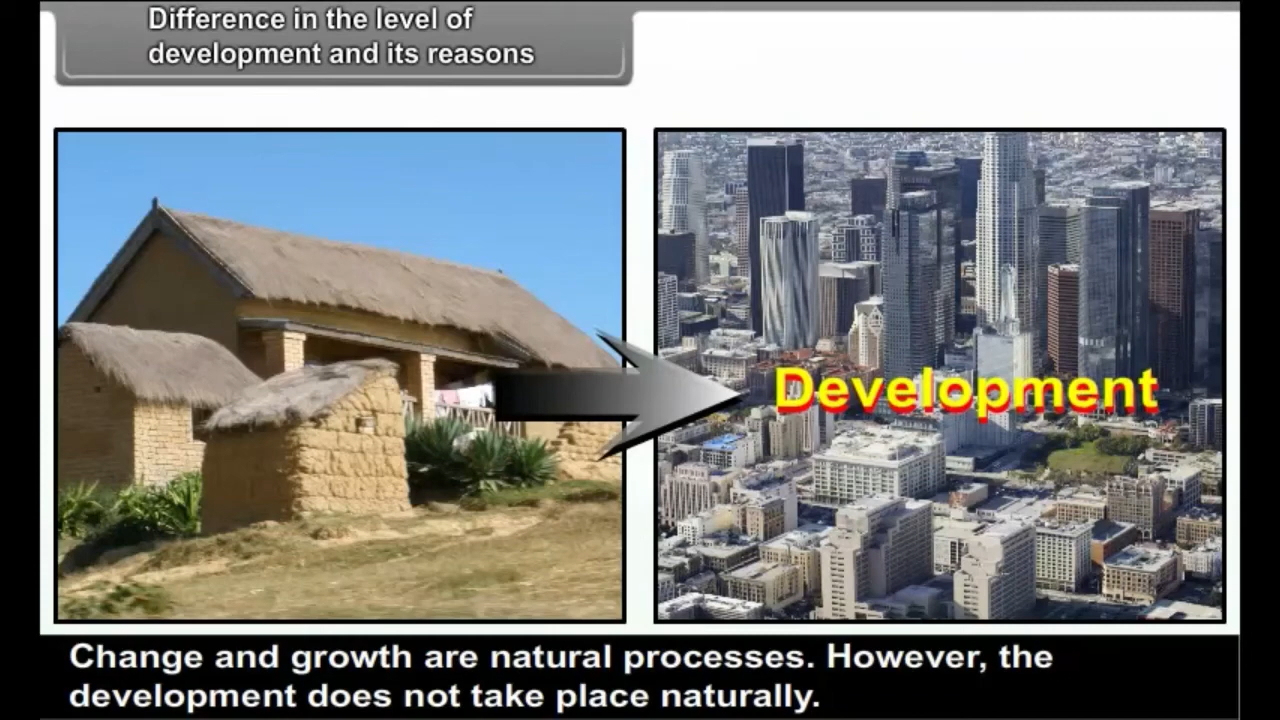 Difference in the level of
development and its reasons
Development
Change and growth are natural processes. However, the
development does not take place naturally.